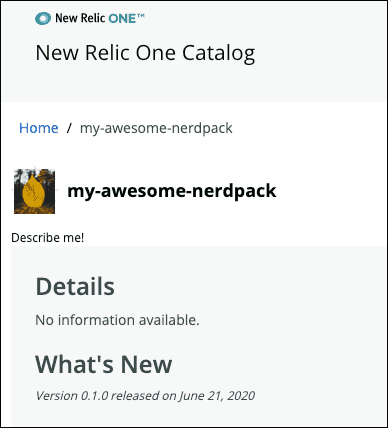 New Relic ONE™
New Relic One Catalog
Home / my-awesome-nerdpack
my-awesome-nerdpack
Describe me!
Details
No information available.
What's New
Version 0.1.0 released on June 21, 2020